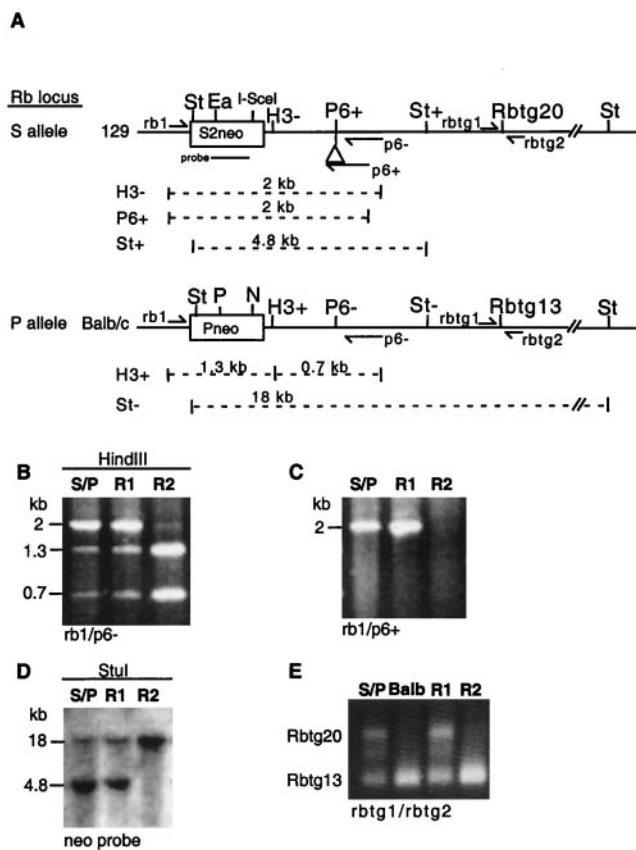 A
Rb locus
S allele 129 rb1 St Ea I-SceI H3- P6+ St+ rbtg1 Rbtg20 St
S2neo
probe
p6-
p6+
rbtg2
H3- 2 kb
P6+ 2 kb
St+ 4.8 kb
P allele Balb/c rb1 St P N H3+ P6- St- rbtg1 Rbtg13 St
Pneo
p6-
rbtg2
H3+ 1.3 kb 0.7 kb
St- 18 kb
B
HindIII
S/P R1 R2
kb
2
1.3
0.7
rb1/p6-
C
S/P R1 R2
kb
2
rb1/p6+
D
StuI
S/P R1 R2
kb
18
4.8
neo probe
E
S/P Balb R1 R2
Rbtg20
Rbtg13
rbtg1/rbtg2